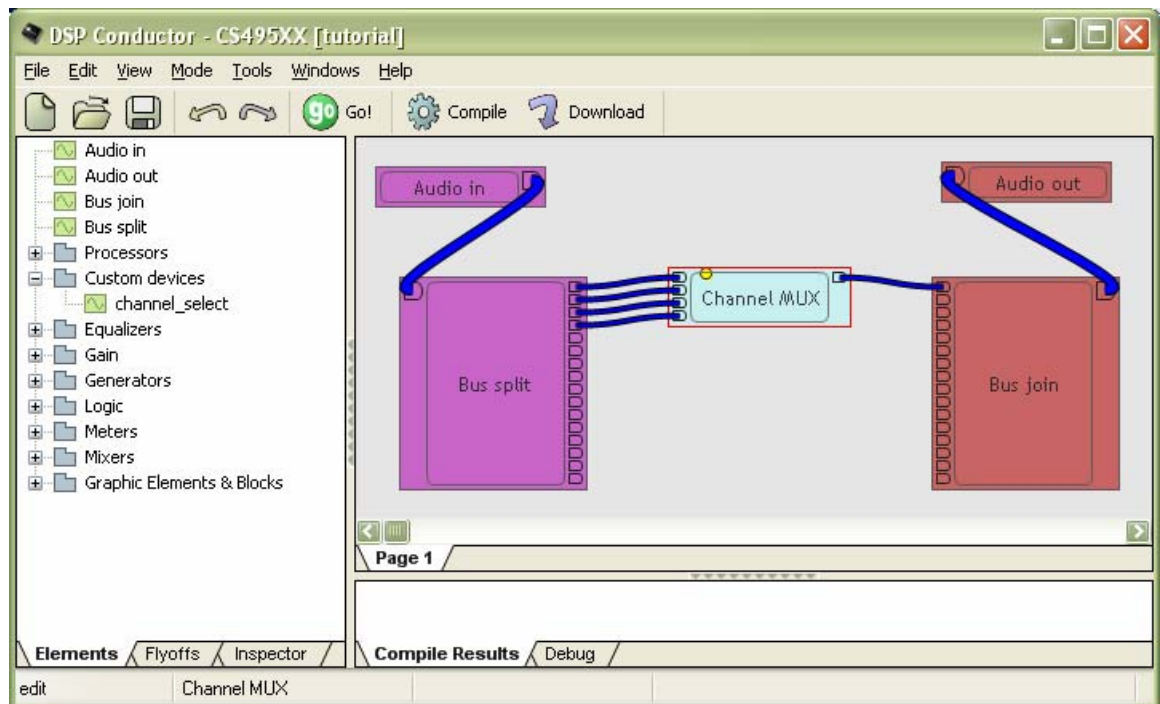 DSP Conductor - CS495XX [tutorial]
File Edit View Mode Tools Windows Help
go Go! Compile Download
Audio in
Audio out
Bus join
Bus split
Processors
Custom devices
channel_select
Equalizers
Gain
Generators
Logic
Meters
Mixers
Graphic Elements & Blocks
Elements Flyoffs Inspector
Audio in
Audio out
Channel MUX
Bus split
Bus join
Page 1
Compile Results Debug
edit Channel MUX